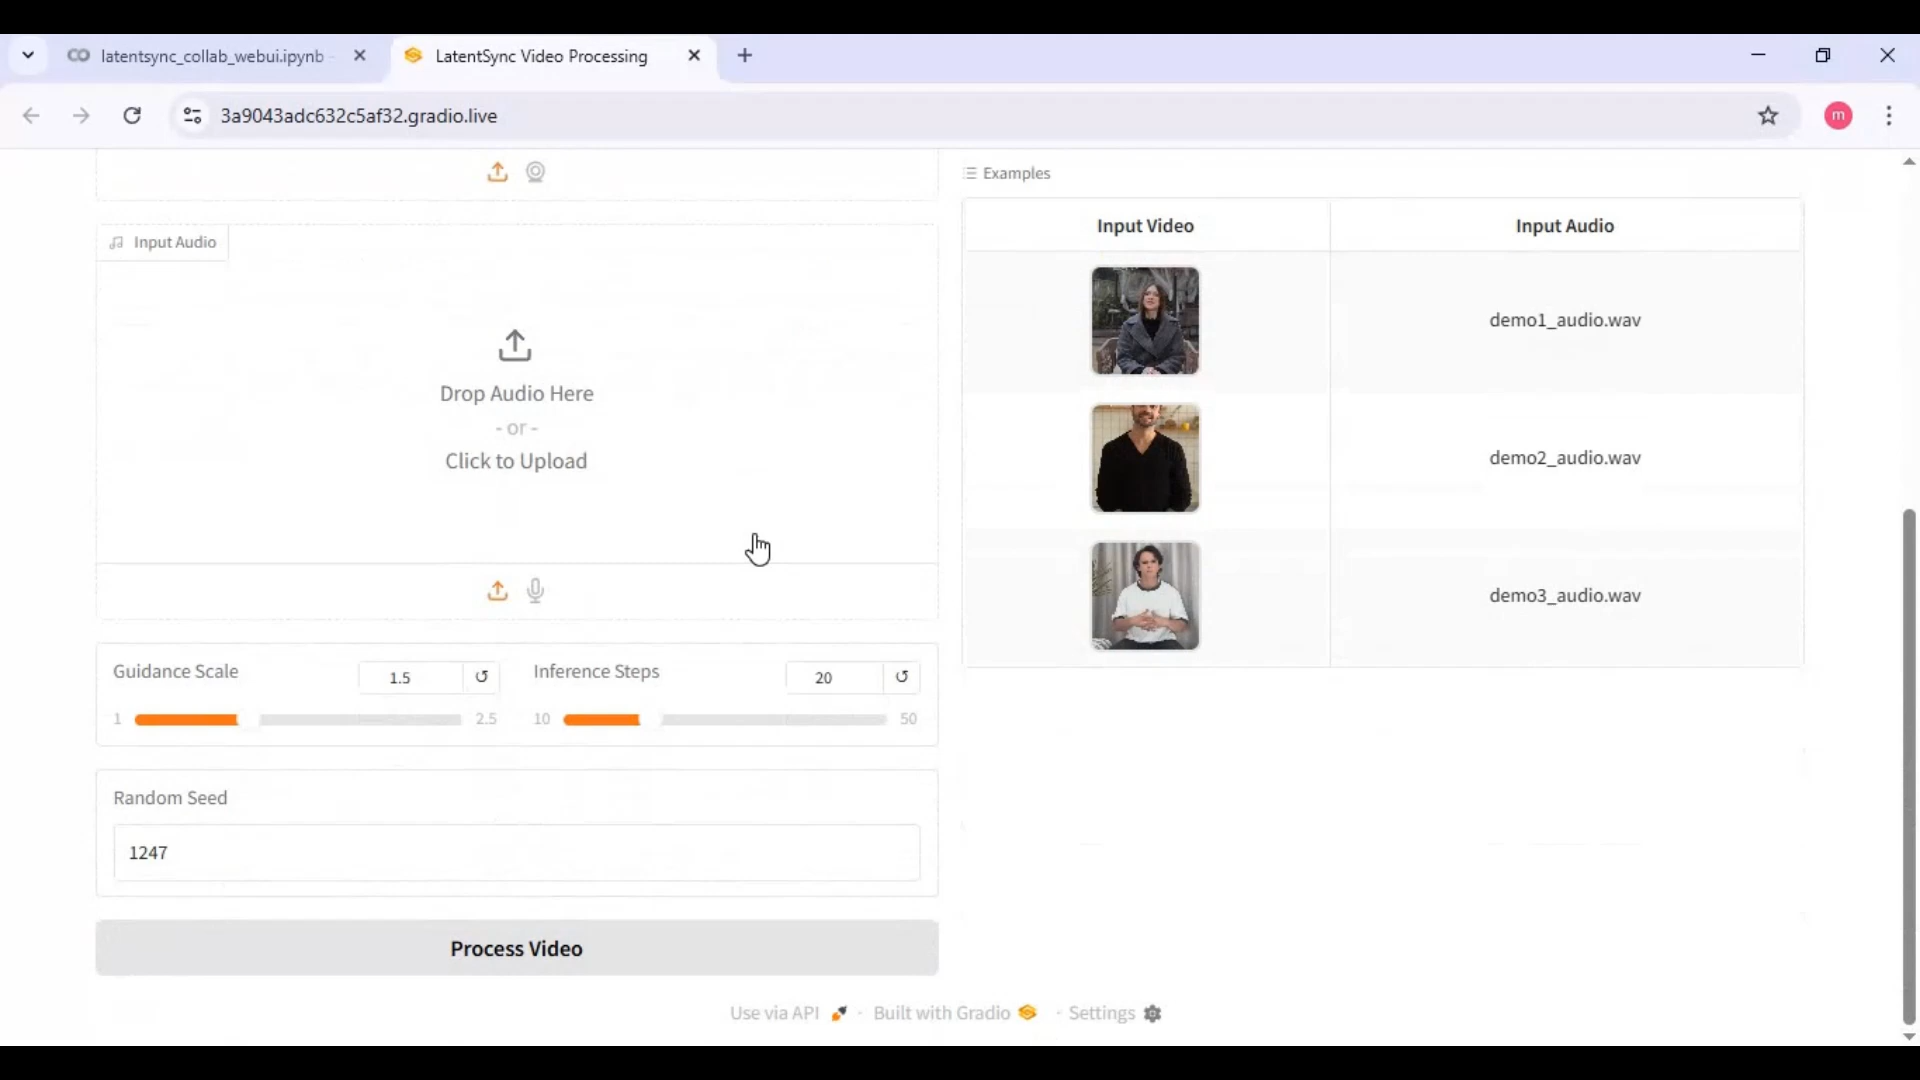 latentsync_collab_webui.ipynb
LatentSync Video Processing
3a9043adc632c5af32.gradio.live
m
Input Audio
Drop Audio Here
- or -
Click to Upload
Guidance Scale
1.5
1
2.5
Inference Steps
20
10
50
Random Seed
1247
Process Video
Examples
Input Video
Input Audio
demo1_audio.wav
demo2_audio.wav
demo3_audio.wav
Use via API · Built with Gradio · Settings